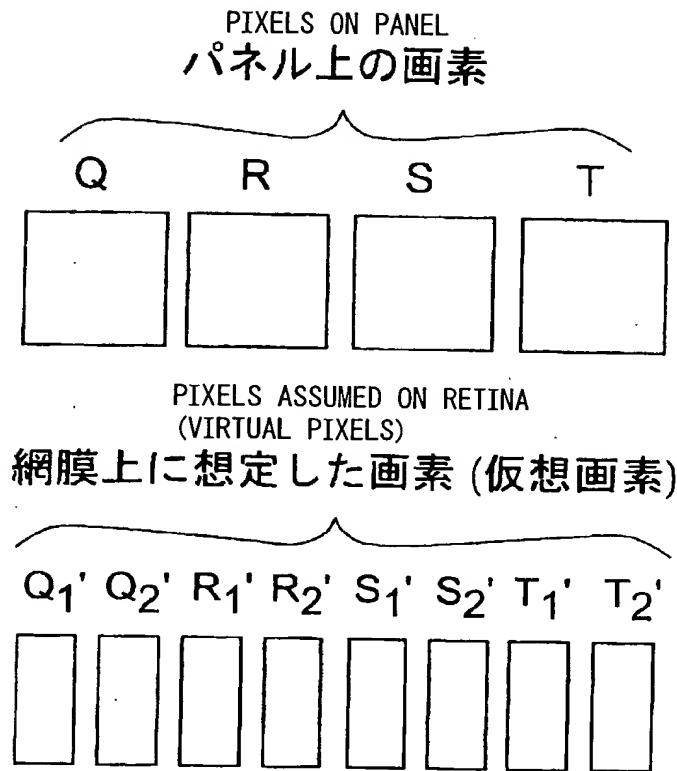 PIXELS ON PANEL
パネル上の画素
Q R S T
PIXELS ASSUMED ON RETINA
(VIRTUAL PIXELS)
網膜上に想定した画素 (仮想画素)
Q1' Q2' R1' R2' S1' S2' T1' T2'